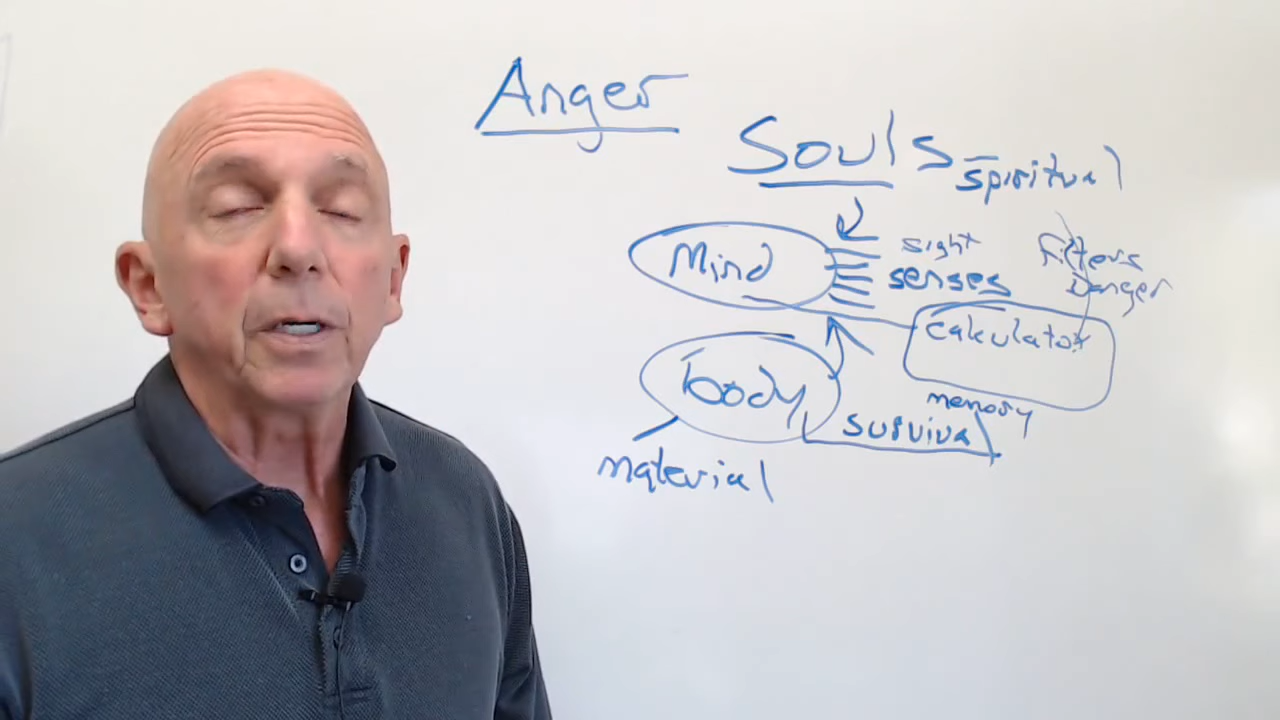 Anger
Souls
spiritual
Mind
sight
senses
Filters
Danger
calculator
body
memory
survival
material